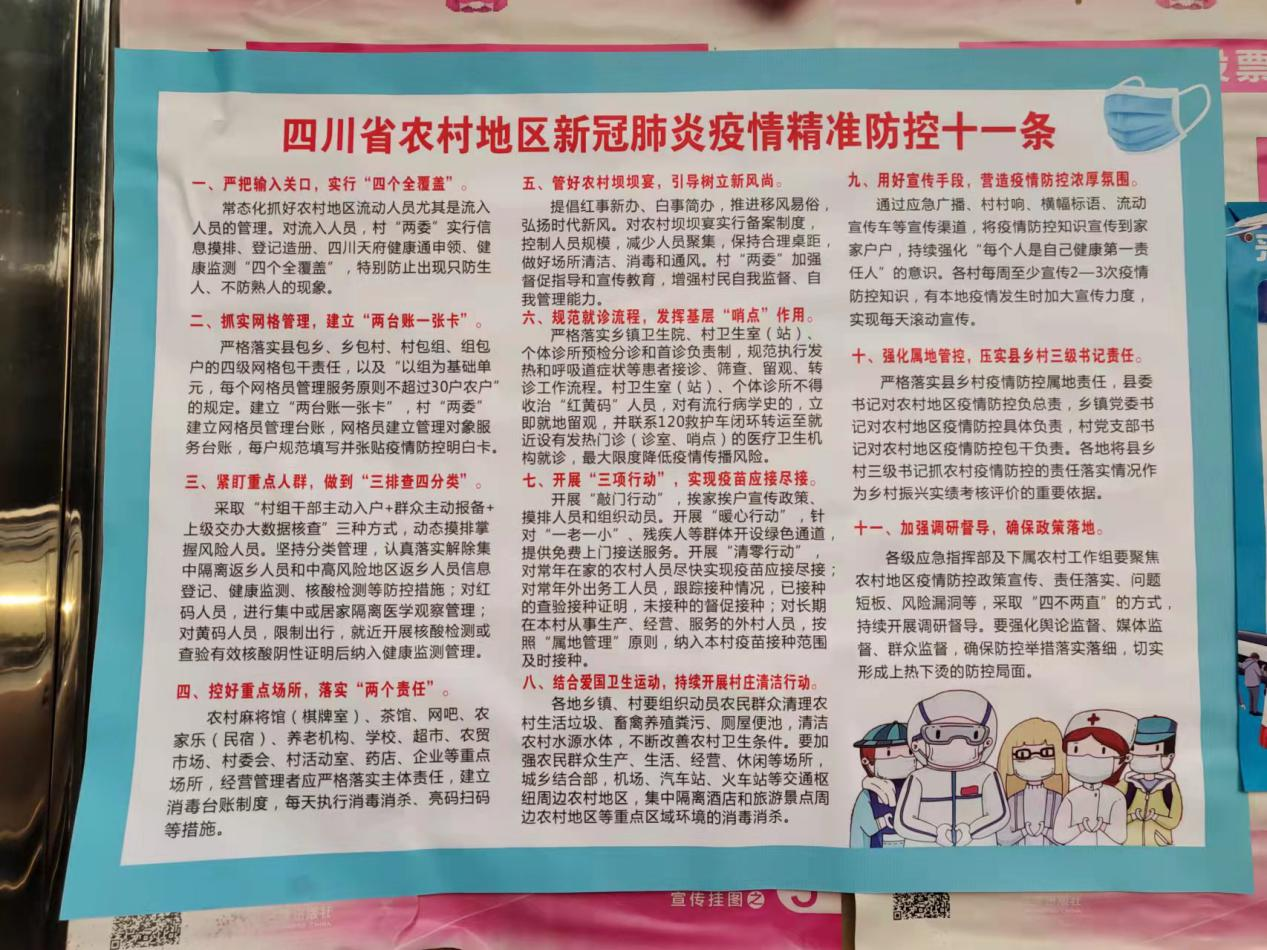 四川省农村地区新冠肺炎疫情精准防控十一条
一、严把输入关口，实行“四个全覆盖”。
常态化抓好农村地区流动人员尤其是流入
人员的管理。对流入人员，村“两委”实行信
息摸排、登记造册、四川天府健康通申领、健
康监测“四个全覆盖”，特别防止出现只防生
人、不防熟人的现象。
二、抓实网格管理，建立“两台账一张卡”。
严格落实县包乡、乡包村、村包组、组包
户的四级网格包干制，以及“以组为基础单
元，每个网格员管理服务原则不超过30户农户”
的规定。建立“两台账一张卡”，村“两委”
建立网格员管理台账，网格员建立管理对象服
务台账，每户规范填写并张贴疫情防控明白卡。
三、紧盯重点人群，做到“三排查四分类”。
采取“村组干部主动入户+群众主动报备+
上级交办大数据核查”三种方式，动态摸排掌
握风险人员。坚持分类管理，认真落实解除集
中隔离返乡人员和中高风险地区返乡人员信息
登记、健康监测、核酸检测等防控措施；对红
码人员，进行集中或居家隔离医学观察管理；
对黄码人员，限制出行，就近开展核酸检测或
查验有效核酸阴性证明后纳入健康监测管理。
四、控好重点场所，落实“两个责任”。
农村麻将馆（棋牌室）、茶馆、网吧、农
家乐（民宿）、养老机构、学校、超市、农贸
市场、村委会、村活动室、药店、企业等重点
场所，经营管理者应严格落实主体责任，建立
消毒台账制度，每天执行消毒消杀、亮码扫码
等措施。
五、管好农村坝坝宴，引导树立新风尚。
提倡红事新办、白事简办，推进移风易俗，
弘扬时代新风。对农村坝坝宴实行备案制度，
控制人员规模，减少人员聚集，保持合理桌距，
做好场所清洁、消毒和通风。村“两委”加强
督促指导和宣传教育，增强村民自我监督、自
我管理能力。
六、规范就诊流程，发挥基层“哨点”作用。
严格落实乡镇卫生院、村卫生室（站）、
个体诊所预检分诊和首诊负责制，规范执行发
热和呼吸道症状等患者接诊、筛查、留观、转
诊工作流程。村卫生室（站）、个体诊所不得
收治“红黄码”人员，对有流行病学史的，立
即就地留观，并联系120救护车闭环转运至就
近设有发热门诊（诊室、哨点）的医疗卫生机
构就诊，最大限度降低疫情传播风险。
七、开展“三项行动”，实现疫苗应接尽接。
开展“敲门行动”，挨家挨户宣传政策、
摸排人员和组织动员。开展“暖心行动”，针
对“一老一小”、残疾人等群体开设绿色通道，
提供免费上门接送服务。开展“清零行动”，
对常年在家的农村人员尽快实现疫苗应接尽接；
对常年外出务工人员，跟踪接种情况，已接种
的查验接种证明，未接种的督促接种；对长期
在本村从事生产、经营、服务的外村人员，按
照“属地管理”原则，纳入本村疫苗接种范围
及时接种。
八、结合爱国卫生运动，持续开展村庄清洁行动。
各地乡镇、村要组织动员农民群众清理农
村生活垃圾、畜禽养殖粪污、厕屋便池，清洁
农村水源水体，不断改善农村卫生条件。要加
强农民群众生产、生活、经营、休闲等场所，
城乡结合部，机场、汽车站、火车站等交通枢
纽周边农村地区，集中隔离酒店和旅游景点周
边农村地区等重点区域环境的消毒消杀。
九、用好宣传手段，营造疫情防控浓厚氛围。
通过应急广播、村村响、横幅标语、流动
宣传车等宣传渠道，将疫情防控知识宣传到家
家户户，持续强化“每个人是自己健康第一责
任人”的意识。各村每周至少宣传2—3次疫情
防控知识，有本地疫情发生时加大宣传力度，
实现每天滚动宣传。
十、强化属地管控，压实县乡村三级书记责任。
严格落实县乡村疫情防控属地责任，县委
书记对农村地区疫情防控负总责，乡镇党委书
记对农村地区疫情防控具体负责，村党支部书
记对农村地区疫情防控包干负责。各地将县乡
村三级书记抓农村疫情防控的责任落实情况作
为乡村振兴实绩考核评价的重要依据。
十一、加强调研督导，确保政策落地。
各级应急指挥部及下属农村工作组要聚焦
农村地区疫情防控政策宣传、责任落实、问题
短板、风险漏洞等，采取“四不两直”的方式，
持续开展调研督导。要强化舆论监督、媒体监
督、群众监督，确保防控举措落实落细，切实
形成上热下烫的防控局面。
宣传挂图之
票
出版社